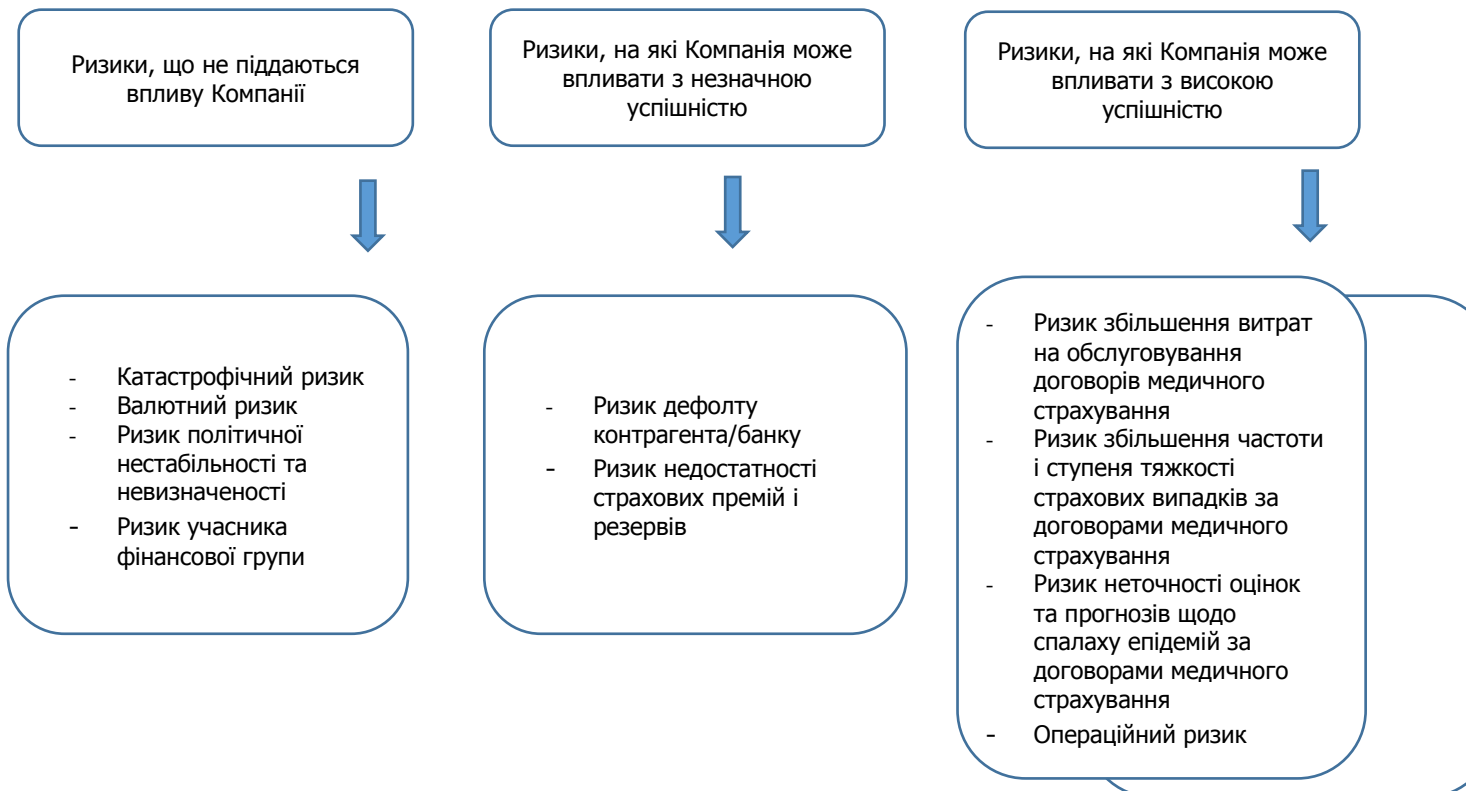 Ризики, що не піддаються
впливу Компанії
Ризики, на які Компанія може
впливати з незначною
успішністю
Ризики, на які Компанія може
впливати з високою
успішністю
- Катастрофічний ризик
- Валютний ризик
- Ризик політичної
нестабільності та
невизначеності
- Ризик учасника
фінансової групи
- Ризик дефолту
контрагента/банку
- Ризик недостатності
страхових премій і
резервів
- Ризик збільшення витрат
на обслуговування
договорів медичного
страхування
- Ризик збільшення частоти
і ступеня тяжкості
страхових випадків за
договорами медичного
страхування
- Ризик неточності оцінок
та прогнозів щодо
спалаху епідемій за
договорами медичного
страхування
- Операційний ризик